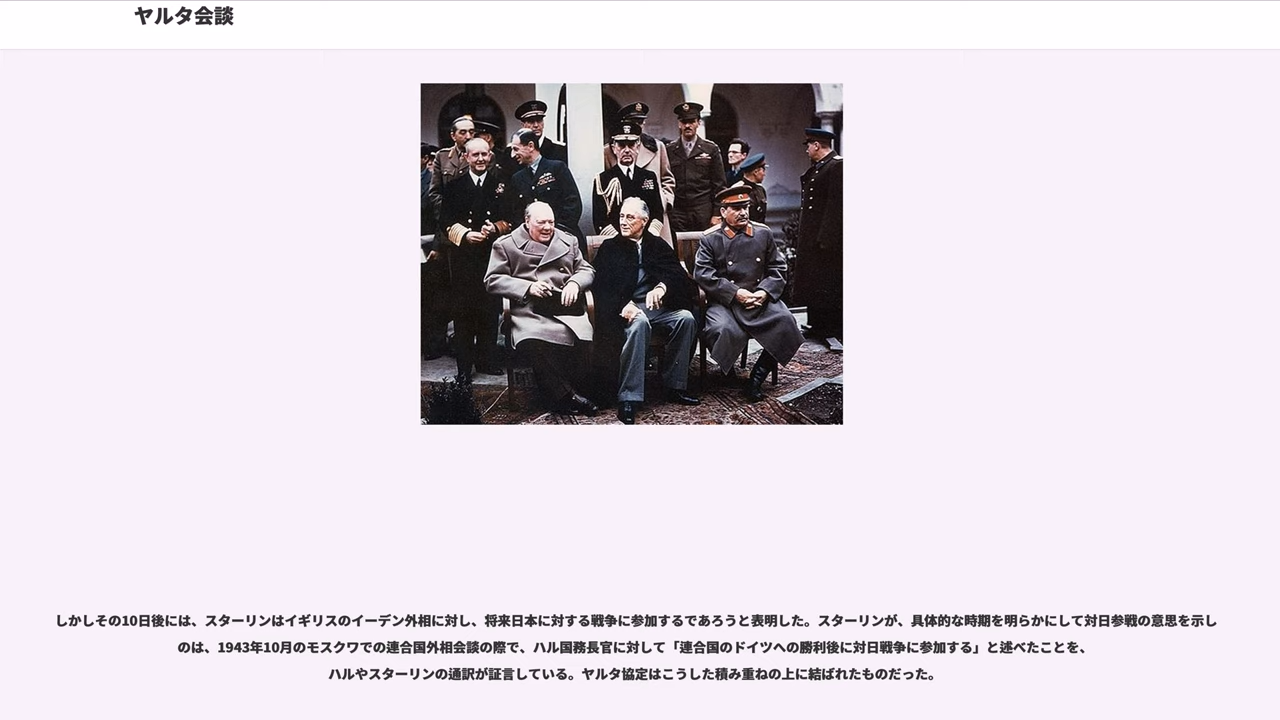 ヤルタ会談
しかしその10日後には、スターリンはイギリスのイーデン外相に対し、将来日本に対する戦争に参加するであろうと表明した。スターリンが、具体的な時期を明らかにして対日参戦の意思を示し
のは、1943年10月のモスクワでの連合国外相会談の際で、ハル国務長官に対して「連合国のドイツへの勝利後に対日戦争に参加する」と述べたことを、
ハルやスターリンの通訳が証言している。ヤルタ協定はこうした積み重ねの上に結ばれたものだった。